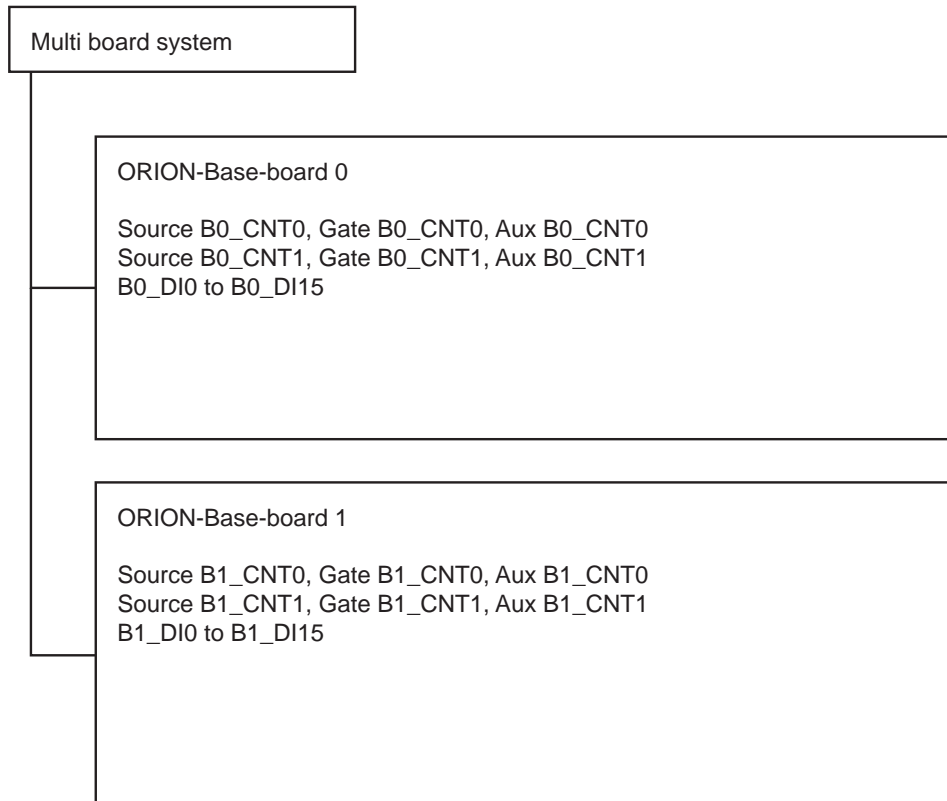 Multi board system
ORION-Base-board 0
Source B0_CNT0, Gate B0_CNT0, Aux B0_CNT0
Source B0_CNT1, Gate B0_CNT1, Aux B0_CNT1
B0_DI0 to B0_DI15
ORION-Base-board 1
Source B1_CNT0, Gate B1_CNT0, Aux B1_CNT0
Source B1_CNT1, Gate B1_CNT1, Aux B1_CNT1
B1_DI0 to B1_DI15